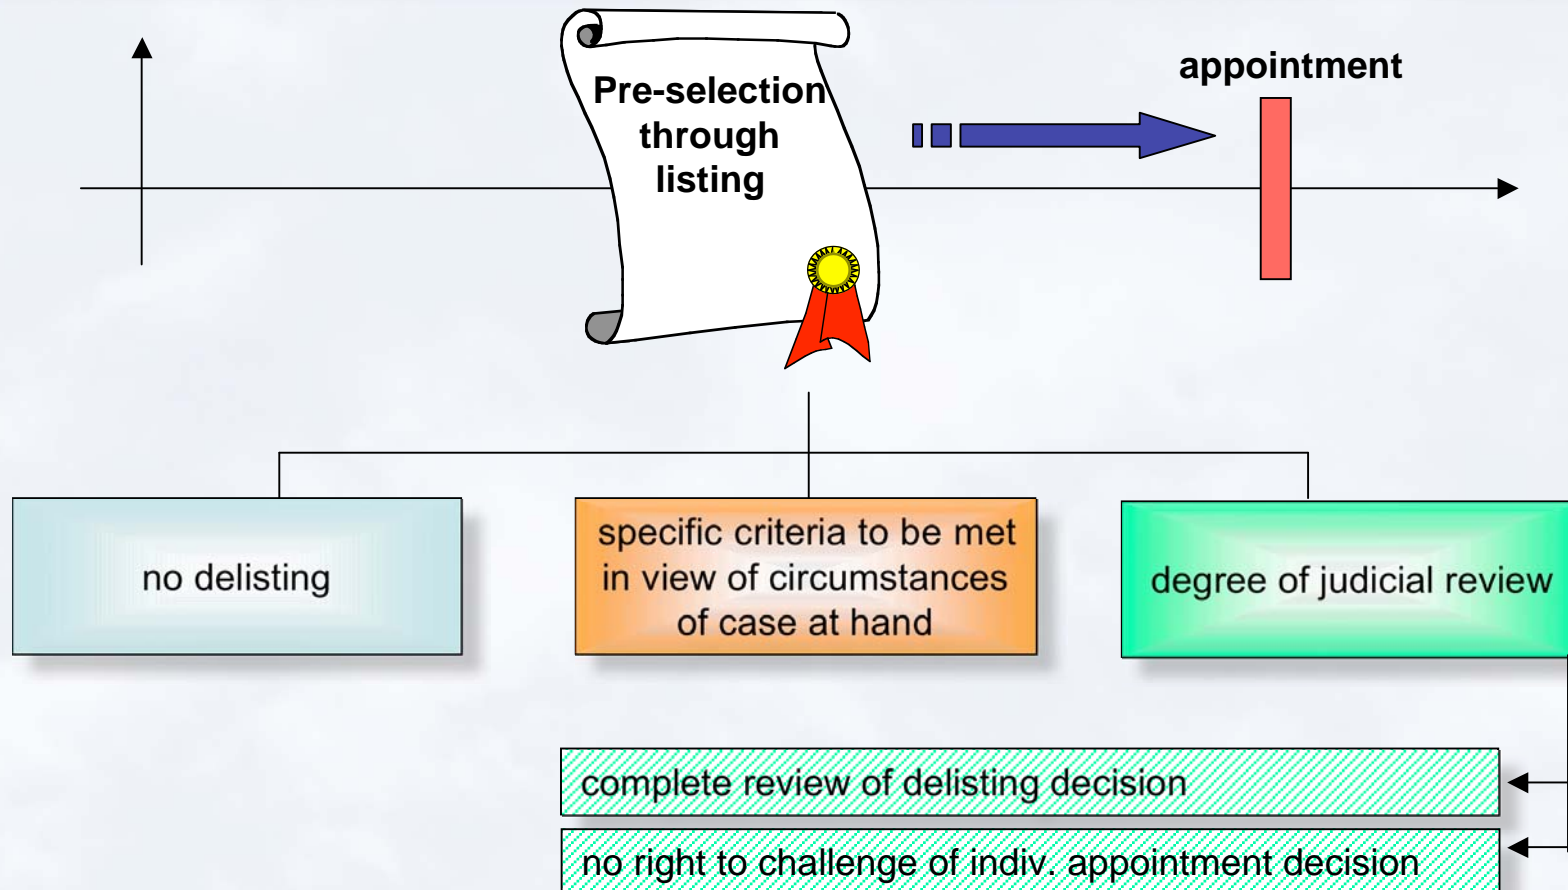 Pre-selection
through
listing
appointment
no delisting
specific criteria to be met
in view of circumstances
of case at hand
degree of judicial review
complete review of delisting decision
no right to challenge of indiv. appointment decision